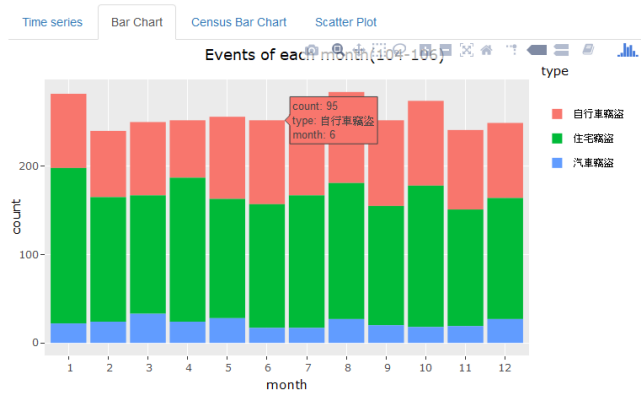 Time series
Bar Chart
Census Bar Chart
Scatter Plot
Events of each month(104-106)
type
自行車竊盜
住宅竊盜
汽車竊盜
count: 95
type: 自行車竊盜
month: 6
count
200
100
0
1 2 3 4 5 6 7 8 9 10 11 12
month